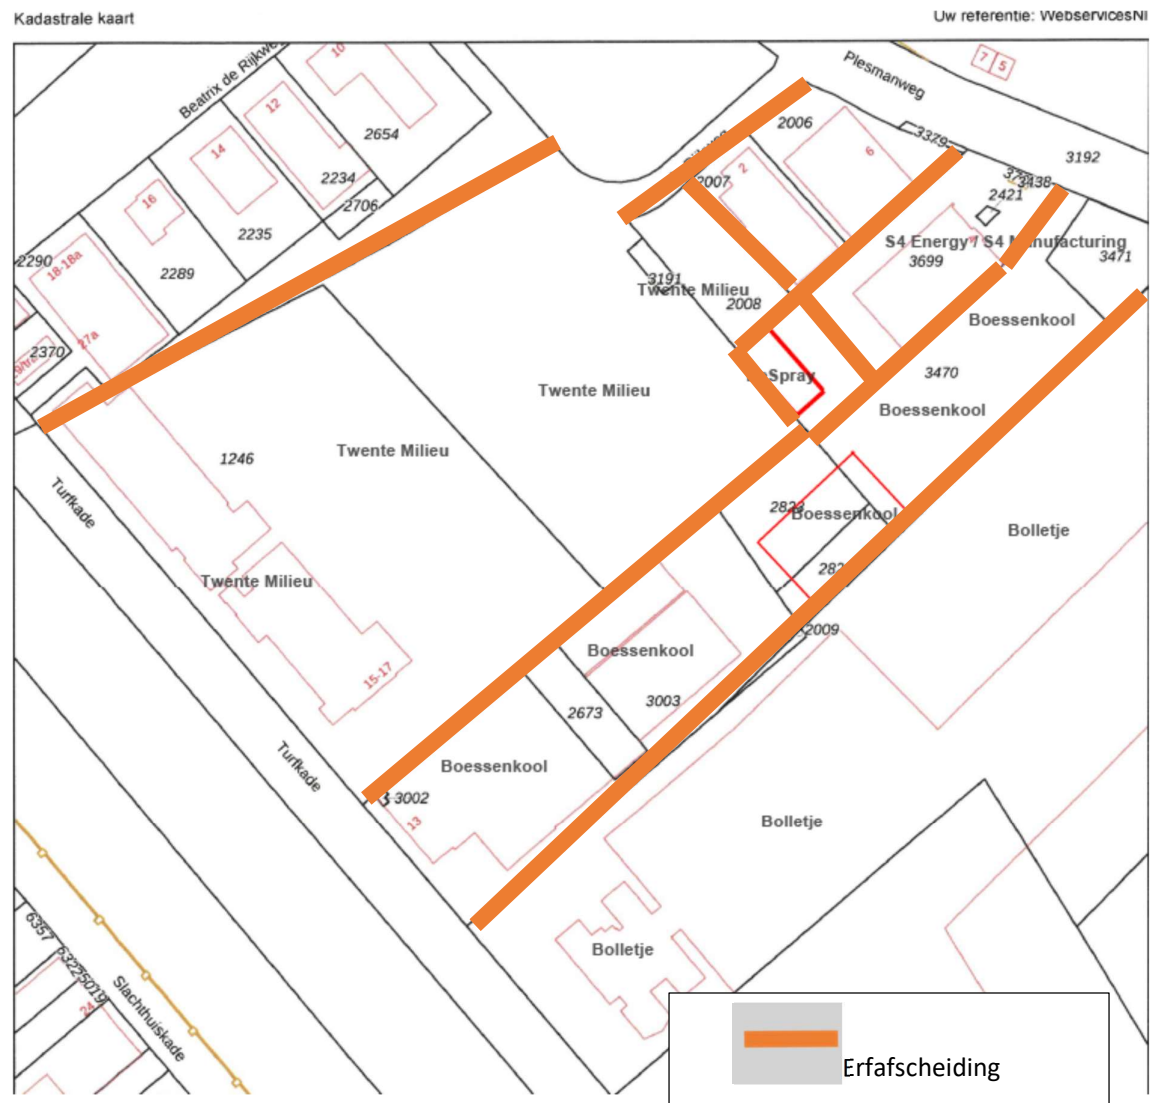 Kadastrale kaart
Uw referentie: WebservicesNl
Beatrix de Rijkweg
Plesmanweg
10
7
5
12
2654
2006
3379
6
3192
14
2234
2007
2
2706
16
2235
2421
3438
S4 Energy / S4 Manufacturing
3471
2290
18-18a
2289
3191
Twente Milieu
2008
3699
Boessenkool
27a
2370
3470
Twente Milieu
Boessenkool
1246
Twente Milieu
Turfkade
Boessenkool
Bolletje
Twente Milieu
2009
Boessenkool
15-17
2673
3003
Turfkade
Boessenkool
3002
13
Bolletje
6357
Slachthuiskade
24
Bolletje
Erfafscheiding